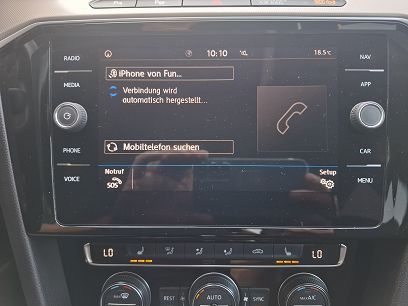 RADIO
MEDIA
PHONE
VOICE
10:10
18.5°C
iPhone von Fun...
Verbindung wird
automatisch hergestellt...
Mobiltelefon suchen
Notruf
SOS
Setup
NAV
APP
CAR
MENU
LO
LO
REST
AUTO
MAX A/C